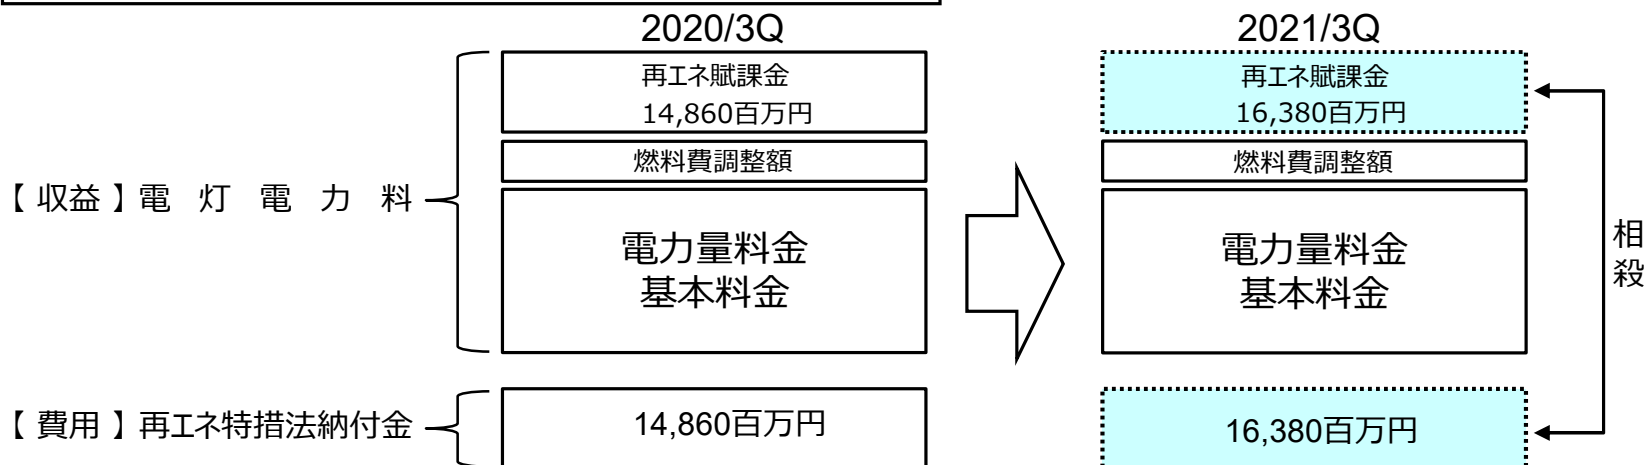 2020/3Q
2021/3Q
再エネ賦課金
14,860百万円
再エネ賦課金
16,380百万円
燃料費調整額
燃料費調整額
【 収益 】電 灯 電 力 料
電力量料金
基本料金
電力量料金
基本料金
相殺
【 費用 】再エネ特措法納付金
14,860百万円
16,380百万円